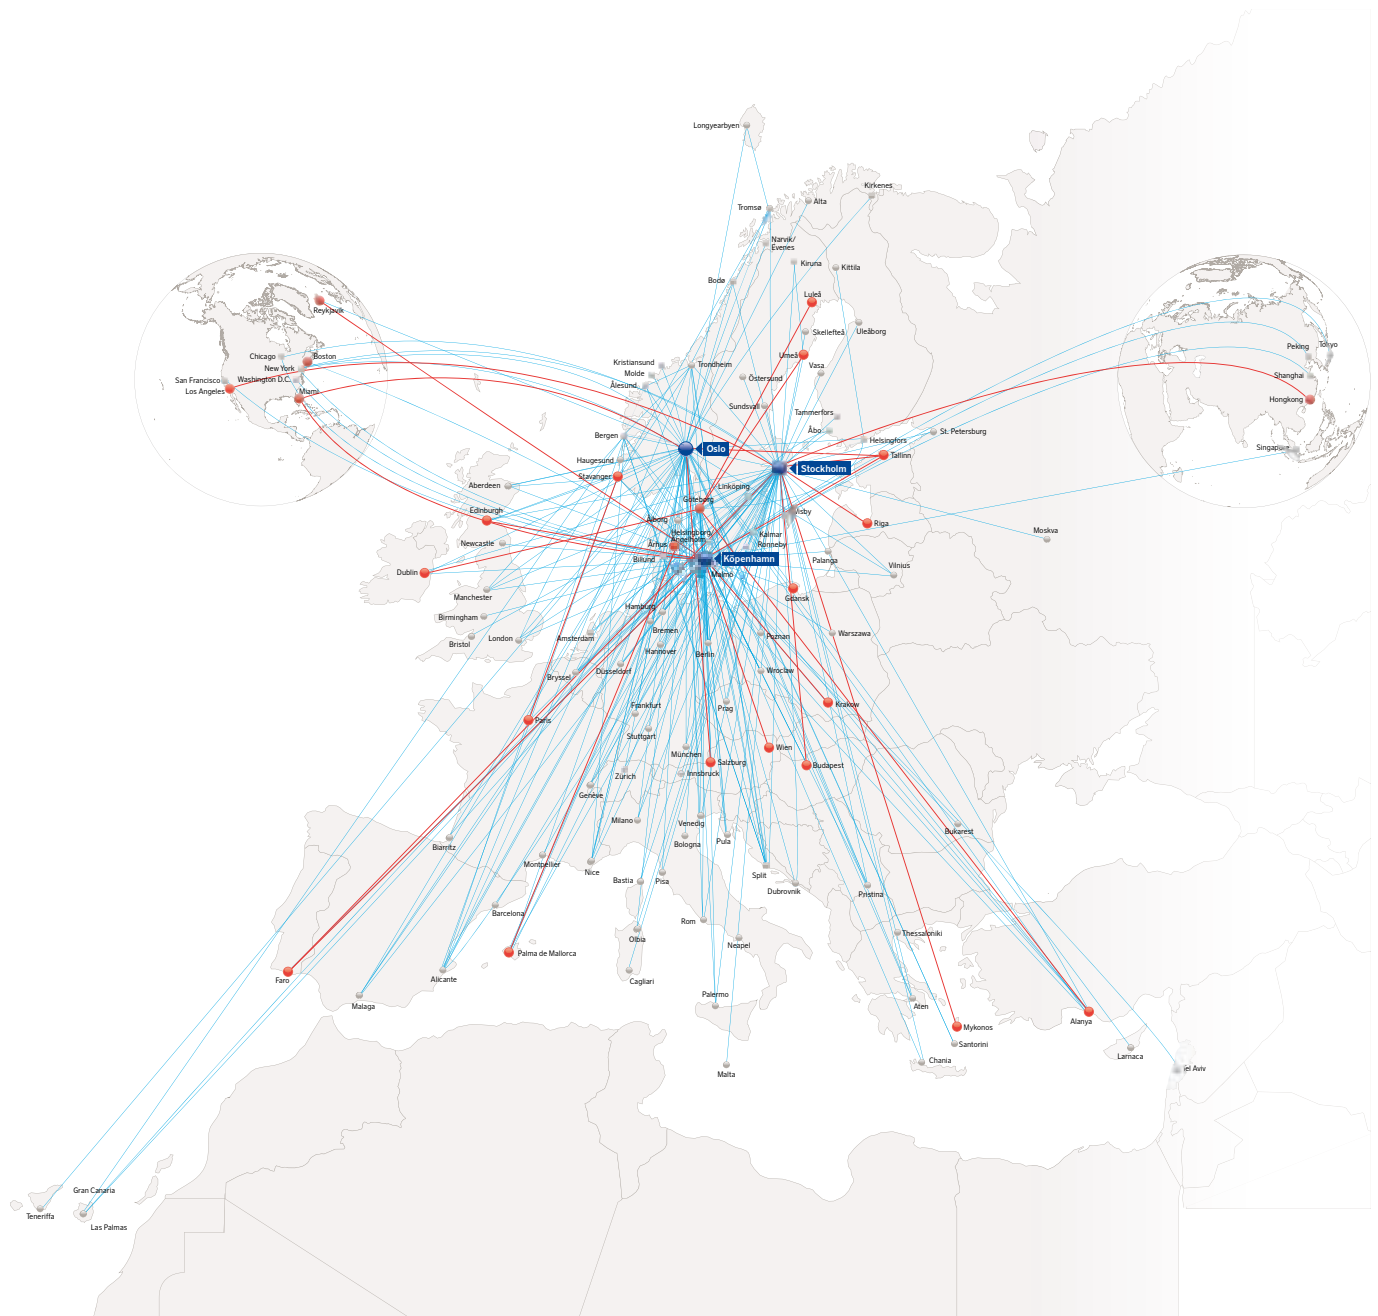 Longyearbyen
Kirkenes
Alta
Tromsø
Narvik/
Evenes
Kiruna
Kittila
Bodø
Luleå
Reykjavik
Skellefteå
Uleåborg
Chicago
Boston
Umeå
Peking
Tokyo
New York
Kristiansund
Trondheim
Vasa
San Francisco
Washington D.C.
Molde
Östersund
Shanghai
Los Angeles
Miami
Ålesund
Hongkong
Sundsvall
Tammerfors
Bergen
Åbo
St. Petersburg
Helsingfors
Oslo
Singapore
Tallinn
Haugesund
Stockholm
Stavanger
Aberdeen
Linköping
Göteborg
Edinburgh
Visby
Ålborg
Riga
Helsingborg
Ängelholm
Kalmar
Moskva
Newcastle
Århus
Ronneby
Billund
Köpenhamn
Palanga
Vilnius
Dublin
Malmö
Manchester
Gdansk
Hamburg
Birmingham
Bremen
Bristol
London
Amsterdam
Poznan
Warszawa
Hannover
Berlin
Bryssel
Düsseldorf
Wroclaw
Frankfurt
Prag
Krakow
Paris
Stuttgart
Wien
München
Salzburg
Budapest
Zürich
Innsbruck
Genève
Milano
Venedig
Bukarest
Biarritz
Bologna
Pula
Montpellier
Nice
Split
Bastia
Pisa
Dubrovnik
Pristina
Barcelona
Rom
Olbia
Neapel
Thessaloniki
Palma de Mallorca
Faro
Alicante
Cagliari
Malaga
Palermo
Aten
Alanya
Mykonos
Santorini
Chania
Larnaca
Malta
Tel Aviv
Gran Canaria
Teneriffa
Las Palmas